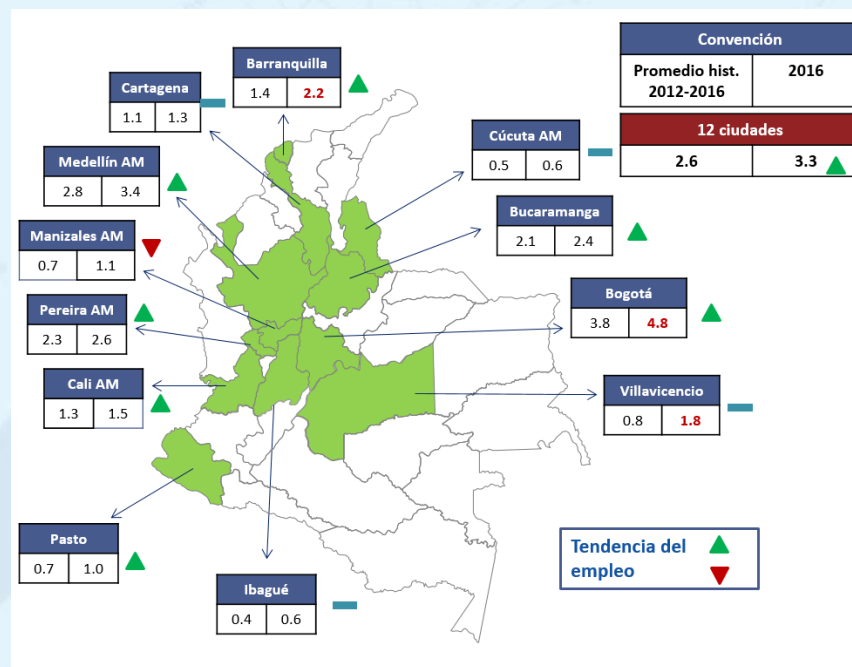 Convención
Promedio hist. 2016
2012-2016
12 ciudades
2.6 3.3
Barranquilla
1.4 2.2
Cartagena
1.1 1.3
Cúcuta AM
0.5 0.6
Medellín AM
2.8 3.4
Bucaramanga
2.1 2.4
Manizales AM
0.7 1.1
Bogotá
3.8 4.8
Pereira AM
2.3 2.6
Cali AM
1.3 1.5
Villavicencio
0.8 1.8
Pasto
0.7 1.0
Ibagué
0.4 0.6
Tendencia del
empleo